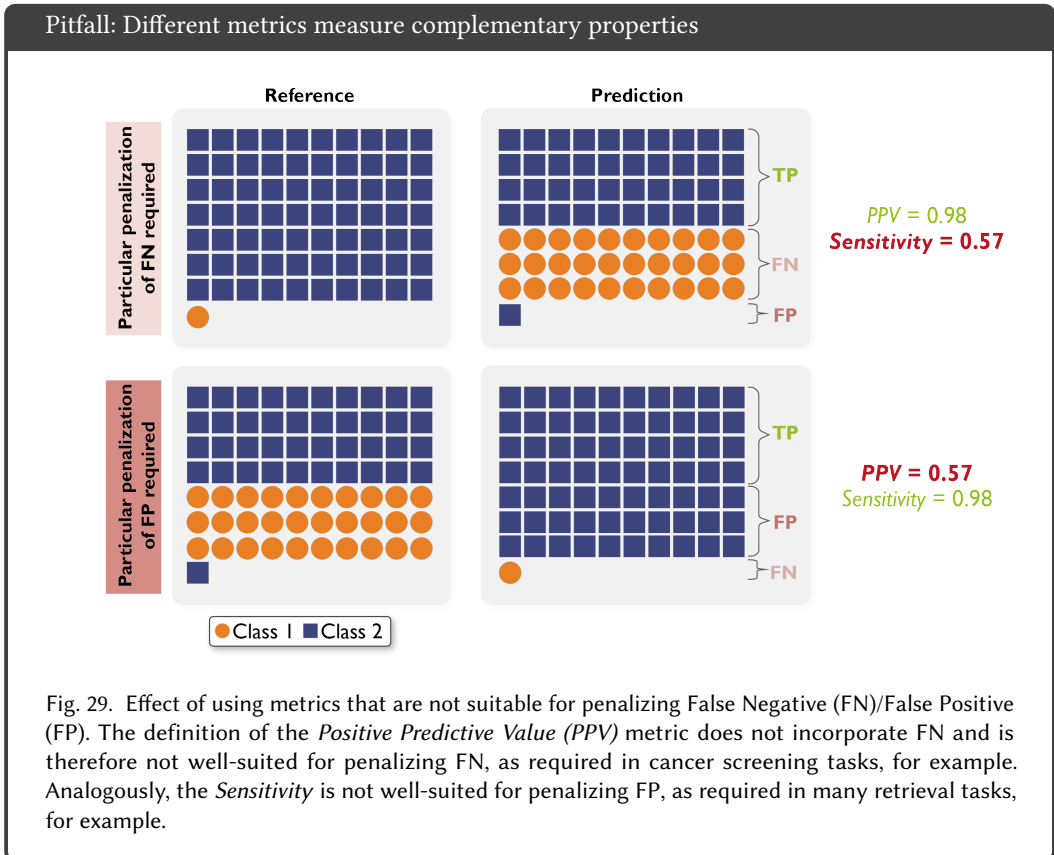 Pitfall: Different metrics measure complementary properties
Reference
Prediction
Particular penalization
of FN required
TP
FN
FP
PPV = 0.98
Sensitivity = 0.57
Particular penalization
of FP required
TP
FP
FN
PPV = 0.57
Sensitivity = 0.98
Class 1 Class 2
Fig. 29. Effect of using metrics that are not suitable for penalizing False Negative (FN)/False Positive
(FP). The definition of the Positive Predictive Value (PPV) metric does not incorporate FN and is
therefore not well-suited for penalizing FN, as required in cancer screening tasks, for example.
Analogously, the Sensitivity is not well-suited for penalizing FP, as required in many retrieval tasks,
for example.